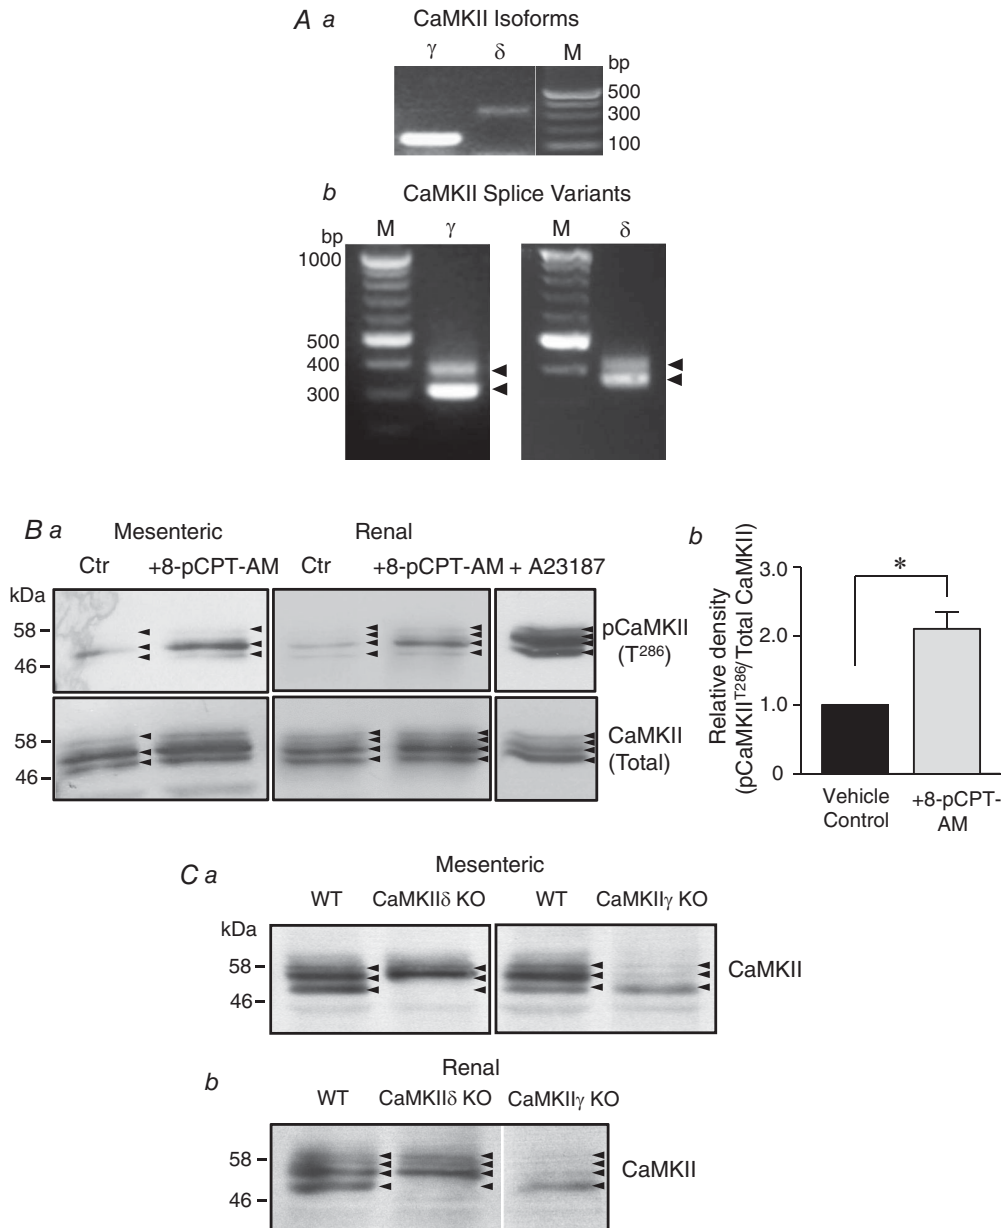 A a CaMKII Isoforms
γ δ M
bp
500
300
100
b CaMKII Splice Variants
bp M γ M δ
1000
500
400
300
B a Mesenteric Renal
Ctr +8-pCPT-AM Ctr +8-pCPT-AM + A23187
kDa
58
46
pCaMKII
(T286)
58
46
CaMKII
(Total)
b
Relative density
(pCaMKIIT286/Total CaMKII)
3.0
2.0
1.0
0
*
Vehicle
Control
+8-pCPT-
AM
C a Mesenteric
WT CaMKIIδ KO WT CaMKIIγ KO
kDa
58
46
CaMKII
b Renal
WT CaMKIIδ KO CaMKIIγ KO
58
46
CaMKII